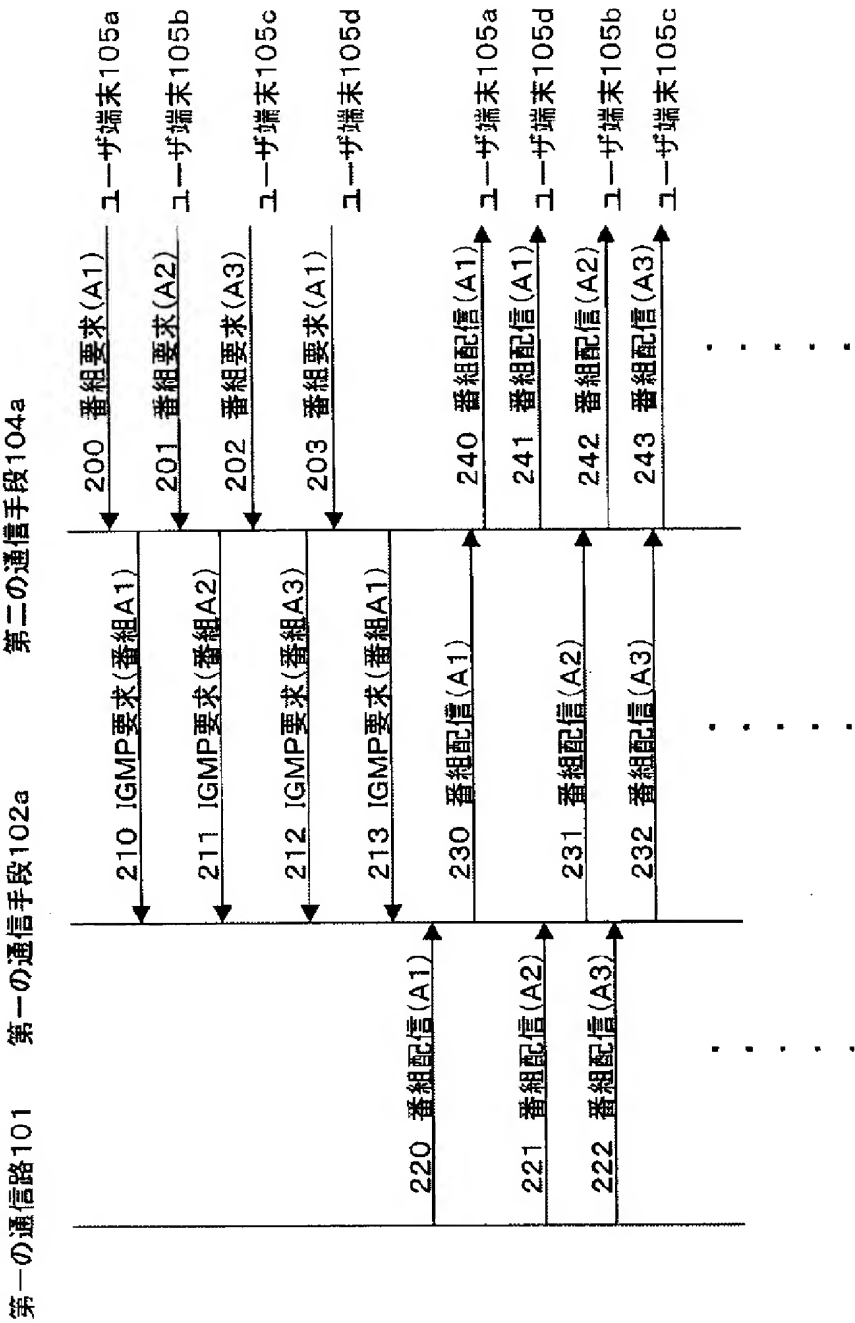 第一の通信路101
第一の通信手段102a
第二の通信手段104a
200 番組要求(A1)
ユーザ端末105a
210 IGMP要求(番組A1)
201 番組要求(A2)
ユーザ端末105b
211 IGMP要求(番組A2)
202 番組要求(A3)
ユーザ端末105c
212 IGMP要求(番組A3)
203 番組要求(A1)
ユーザ端末105d
213 IGMP要求(番組A1)
220 番組配信(A1)
230 番組配信(A1)
240 番組配信(A1)
ユーザ端末105a
241 番組配信(A1)
ユーザ端末105d
221 番組配信(A2)
231 番組配信(A2)
242 番組配信(A2)
ユーザ端末105b
222 番組配信(A3)
232 番組配信(A3)
243 番組配信(A3)
ユーザ端末105c